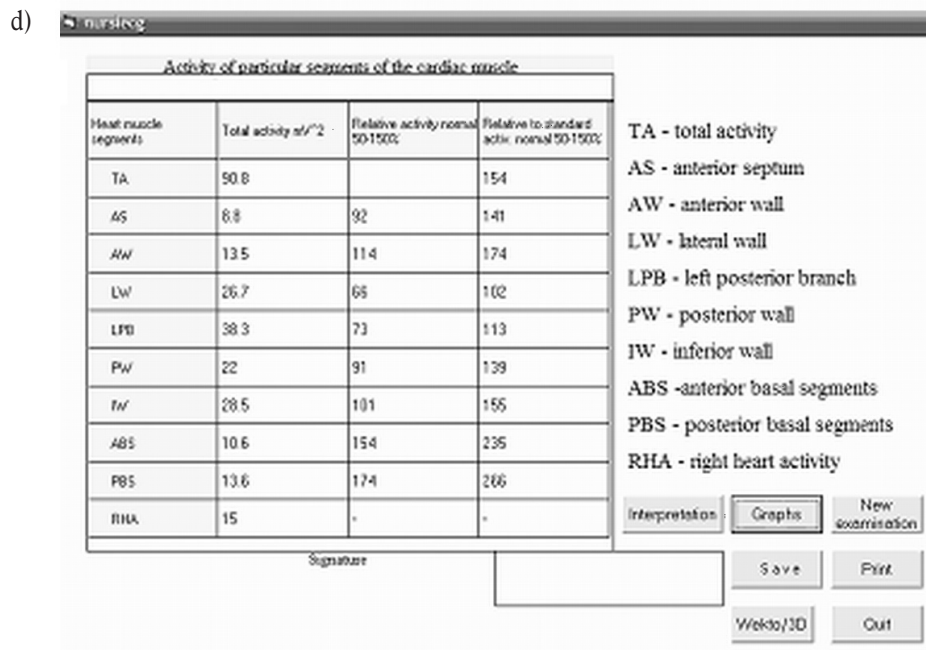 d)
nursiecg
Activity of particular segments of the cardiac muscle
Heart muscle segments Total activity mV^2 Relative activity normal 50-150% Relative to standard activ. normal 50-150%
TA 90.8 154
AS 8.8 92 141
AW 13.5 114 174
LW 26.7 66 102
LPB 38.3 73 113
PW 22 91 139
IW 28.5 101 155
ABS 10.6 154 235
PBS 13.6 174 266
RHA 15 - -
Signature
TA - total activity
AS - anterior septum
AW - anterior wall
LW - lateral wall
LPB - left posterior branch
PW - posterior wall
IW - inferior wall
ABS -anterior basal segments
PBS - posterior basal segments
RHA - right heart activity
Interpretation Graphs New examination
Save Print
Wekto/3D Quit